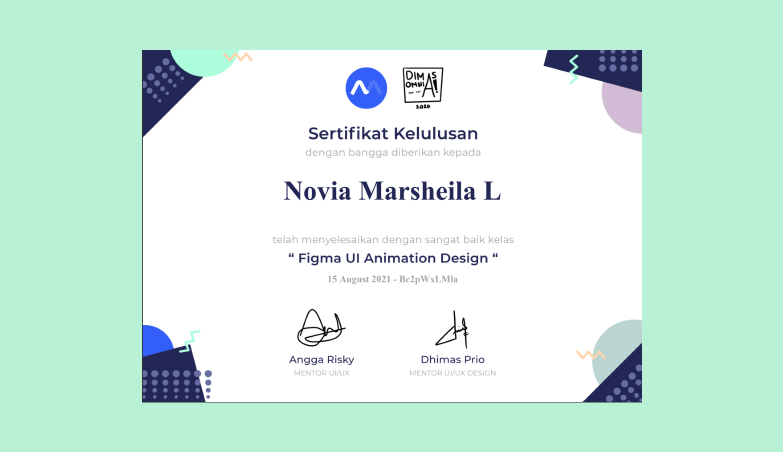 DIMAS
OMNIA!
2020
Sertifikat Kelulusan
dengan bangga diberikan kepada
Novia Marsheila L
telah menyelesaikan dengan sangat baik kelas
“ Figma UI Animation Design “
15 August 2021 - Bc2pWxLMla
Angga Risky Dhimas Prio
MENTOR UI/UX MENTOR UI/UX DESIGN